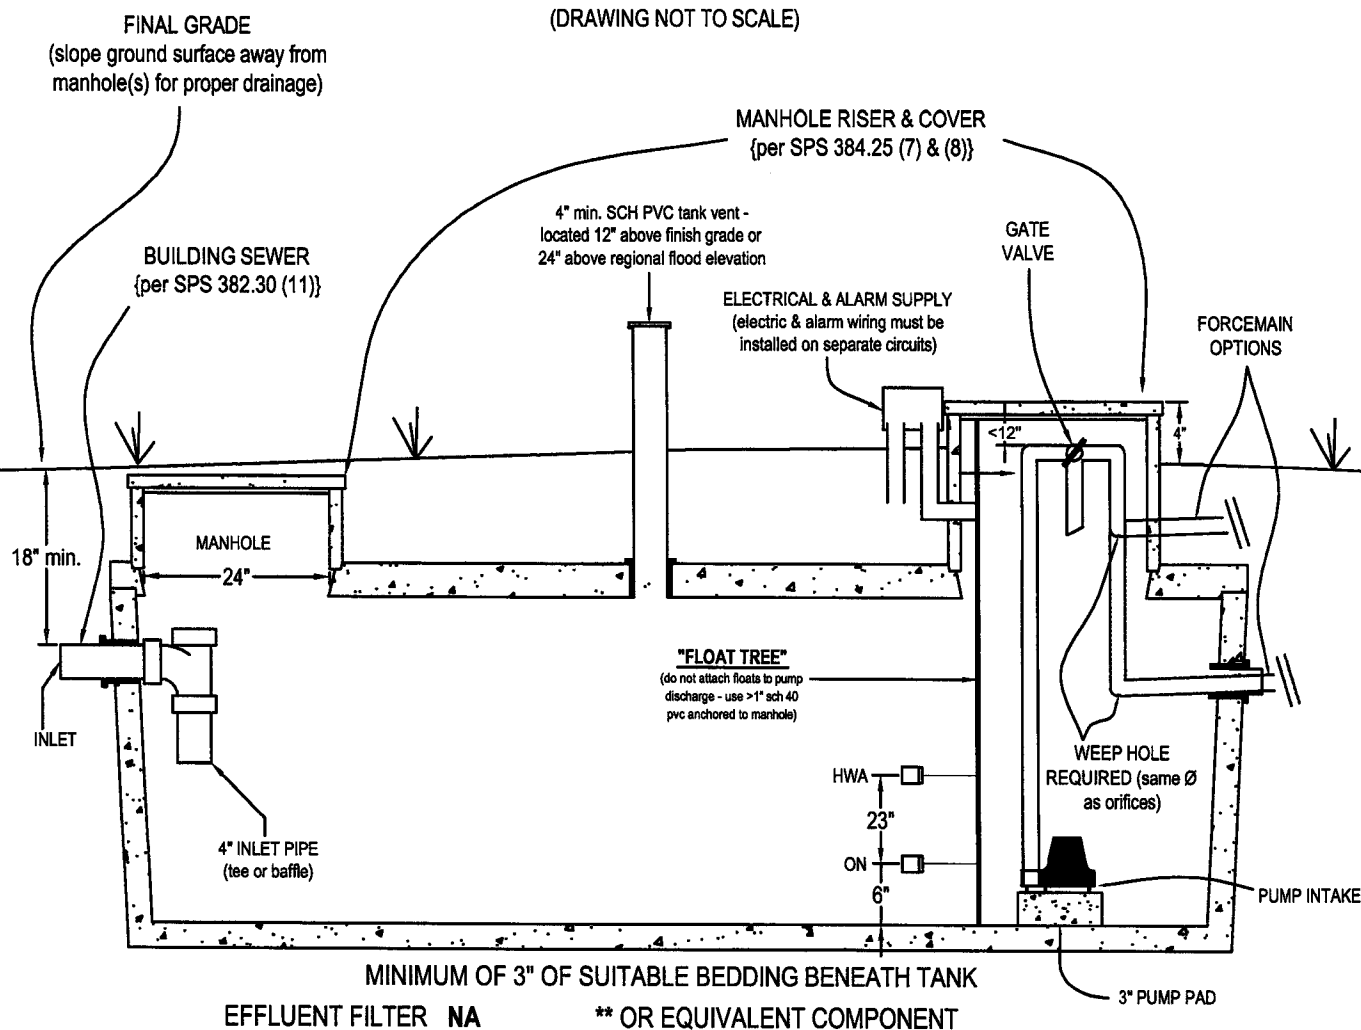 (DRAWING NOT TO SCALE)
FINAL GRADE
(slope ground surface away from
manhole(s) for proper drainage)
MANHOLE RISER & COVER
{per SPS 384.25 (7) & (8)}
4" min. SCH PVC tank vent -
located 12" above finish grade or
24" above regional flood elevation
GATE
VALVE
BUILDING SEWER
{per SPS 382.30 (11)}
ELECTRICAL & ALARM SUPPLY
(electric & alarm wiring must be
installed on separate circuits)
FORCEMAIN
OPTIONS
<12"
4"
18" min.
MANHOLE
24"
"FLOAT TREE"
(do not attach floats to pump
discharge - use >1" sch 40
pvc anchored to manhole)
INLET
WEEP HOLE
REQUIRED (same Ø
as orifices)
HWA
23"
4" INLET PIPE
(tee or baffle)
ON
6"
PUMP INTAKE
MINIMUM OF 3" OF SUITABLE BEDDING BENEATH TANK
3" PUMP PAD
EFFLUENT FILTER NA
** OR EQUIVALENT COMPONENT